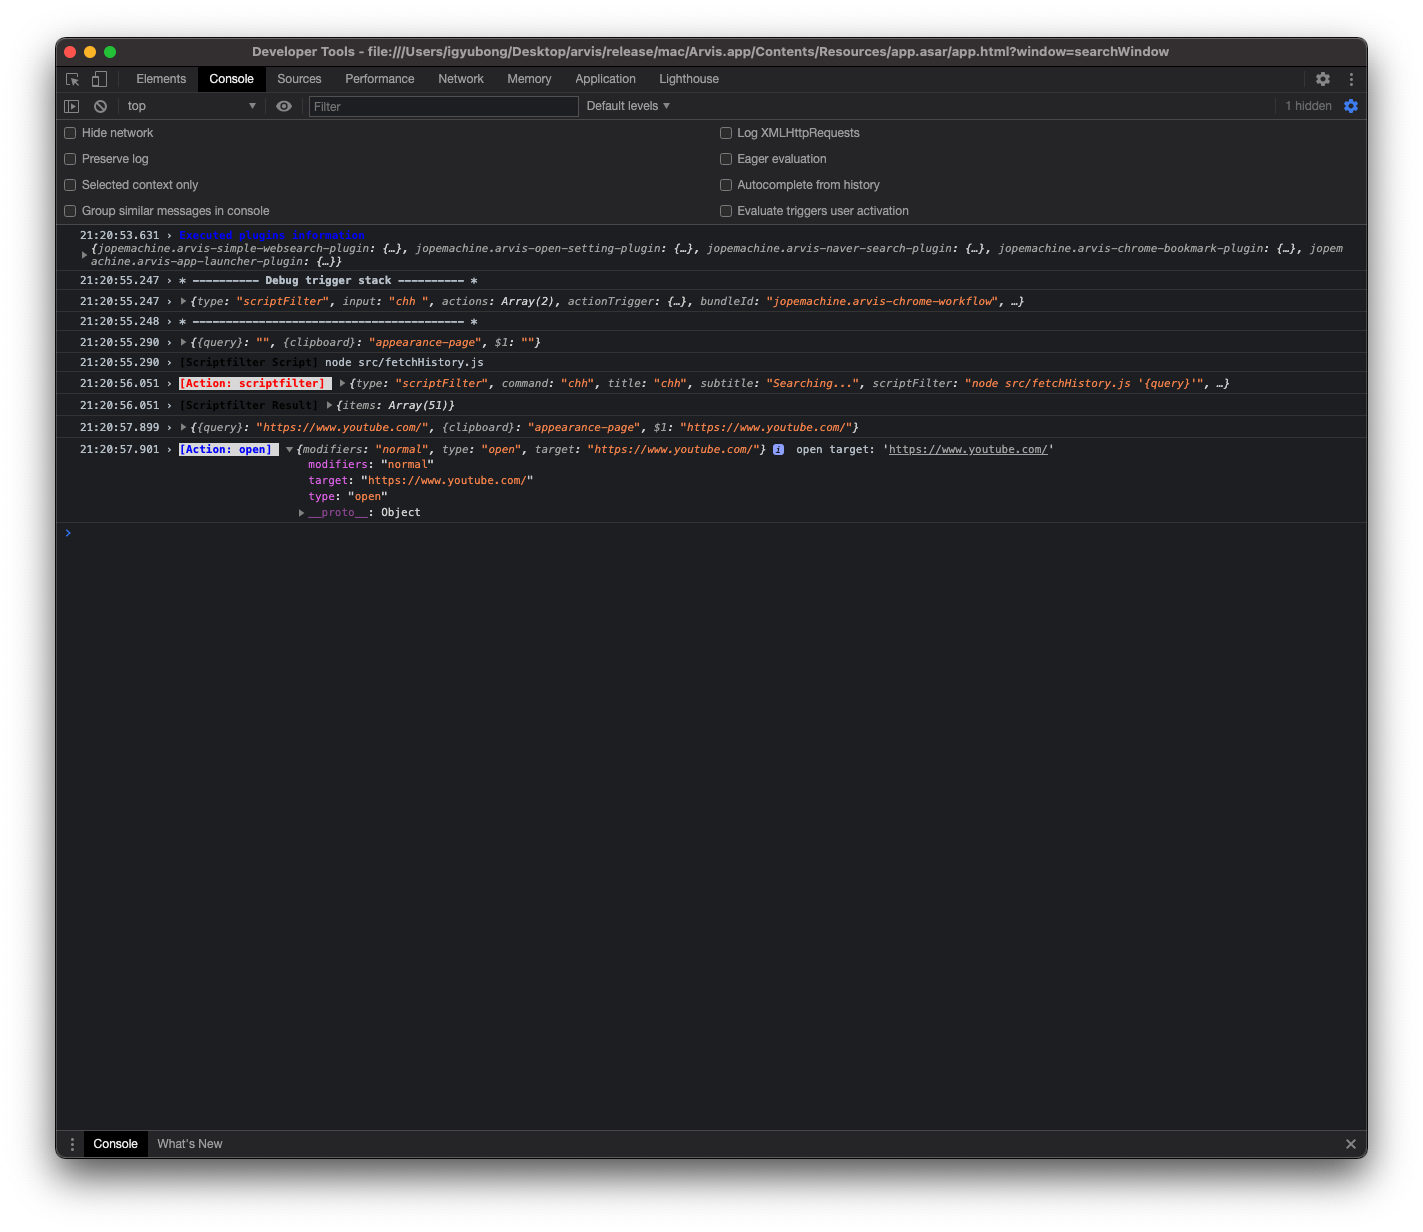 Developer Tools - file:///Users/igyubong/Desktop/arvis/release/mac/Arvis.app/Contents/Resources/app.asar/app.html?window=searchWindow
Elements Console Sources Performance Network Memory Application Lighthouse
top Filter Default levels 1 hidden
Hide network Log XMLHttpRequests
Preserve log Eager evaluation
Selected context only Autocomplete from history
Group similar messages in console Evaluate triggers user activation
21:20:53.631 › Executed plugins information
{jopemachine.arvis-simple-websearch-plugin: {…}, jopemachine.arvis-open-setting-plugin: {…}, jopemachine.arvis-naver-search-plugin: {…}, jopemachine.arvis-chrome-bookmark-plugin: {…}, jopem
achine.arvis-app-launcher-plugin: {…}}
21:20:55.247 › * ---------- Debug trigger stack ---------- *
21:20:55.247 › {type: "scriptFilter", input: "chh ", actions: Array(2), actionTrigger: {…}, bundleId: "jopemachine.arvis-chrome-workflow", …}
21:20:55.248 › * ----------------------------------------- *
21:20:55.290 › {{query}: "", {clipboard}: "appearance-page", $1: ""}
21:20:55.290 › [Scriptfilter Script] node src/fetchHistory.js
21:20:56.051 › [Action: scriptfilter] {type: "scriptFilter", command: "chh", title: "chh", subtitle: "Searching...", scriptFilter: "node src/fetchHistory.js '{query}'", …}
21:20:56.051 › [Scriptfilter Result] {items: Array(51)}
21:20:57.899 › {{query}: "https://www.youtube.com/", {clipboard}: "appearance-page", $1: "https://www.youtube.com/"}
21:20:57.901 › [Action: open] {modifiers: "normal", type: "open", target: "https://www.youtube.com/"} i open target: 'https://www.youtube.com/'
modifiers: "normal"
target: "https://www.youtube.com/"
type: "open"
__proto__: Object
›
Console What's New